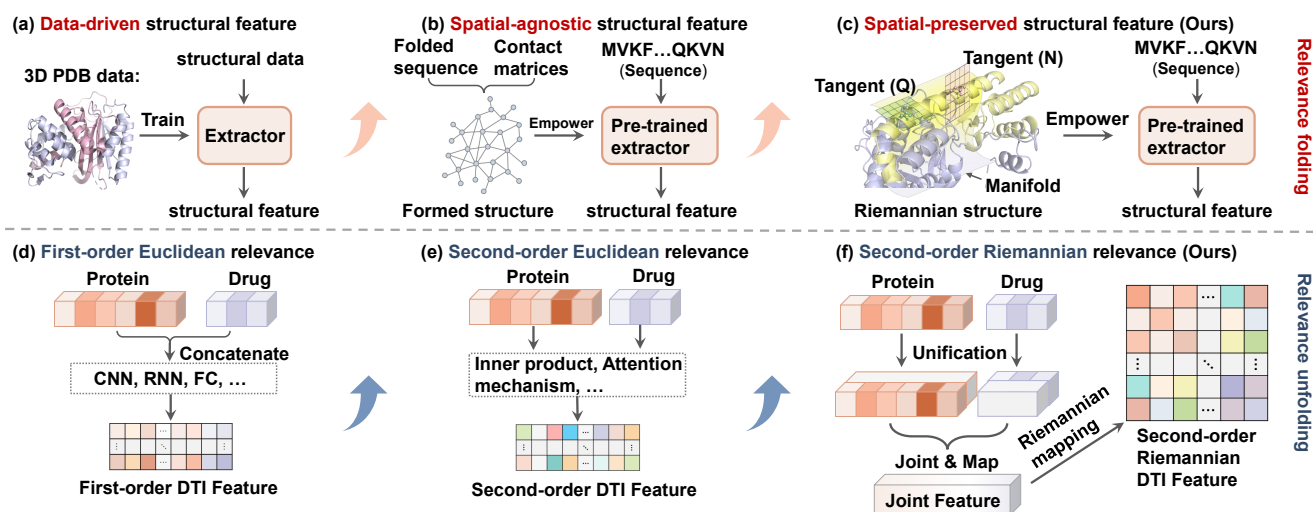 (a) Data-driven structural feature
structural data
3D PDB data:
Train
Extractor
structural feature
(b) Spatial-agnostic structural feature
Folded
sequence
Contact
matrices
MVKF...QKVN
(Sequence)
Empower
Pre-trained
extractor
Formed structure
structural feature
(c) Spatial-preserved structural feature (Ours)
Tangent (N)
Tangent (Q)
MVKF...QKVN
(Sequence)
Empower
Pre-trained
extractor
Manifold
Riemannian structure
structural feature
Relevance folding
(d) First-order Euclidean relevance
Protein
Drug
Concatenate
CNN, RNN, FC, ...
First-order DTI Feature
(e) Second-order Euclidean relevance
Protein
Drug
Inner product, Attention
mechanism, ...
Second-order DTI Feature
(f) Second-order Riemannian relevance (Ours)
Protein
Drug
Unification
Joint & Map
Joint Feature
Riemannian
mapping
Second-order
Riemannian
DTI Feature
Relevance unfolding